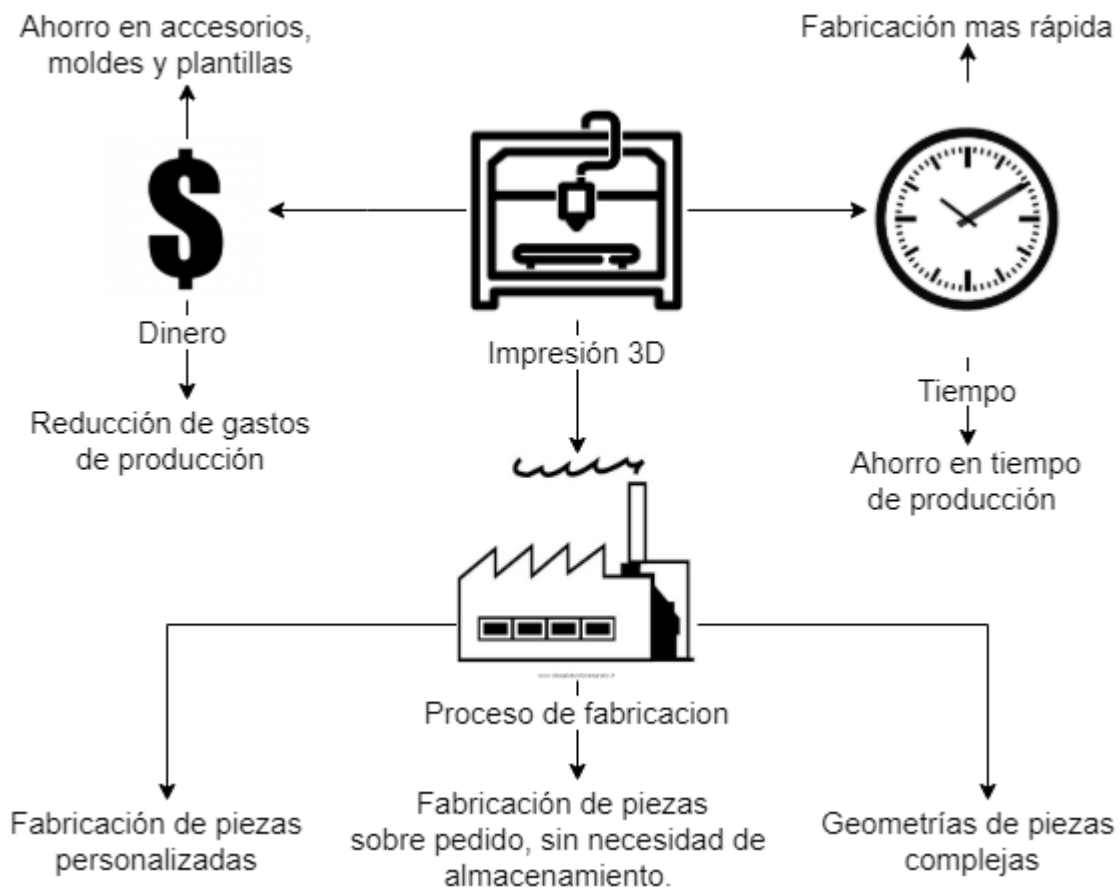 Ahorro en accesorios,
moldes y plantillas
Fabricación mas rápida
Dinero
Impresión 3D
Tiempo
Reducción de gastos
de producción
Ahorro en tiempo
de producción
Proceso de fabricacion
Fabricación de piezas
personalizadas
Fabricación de piezas
sobre pedido, sin necesidad de
almacenamiento.
Geometrías de piezas
complejas